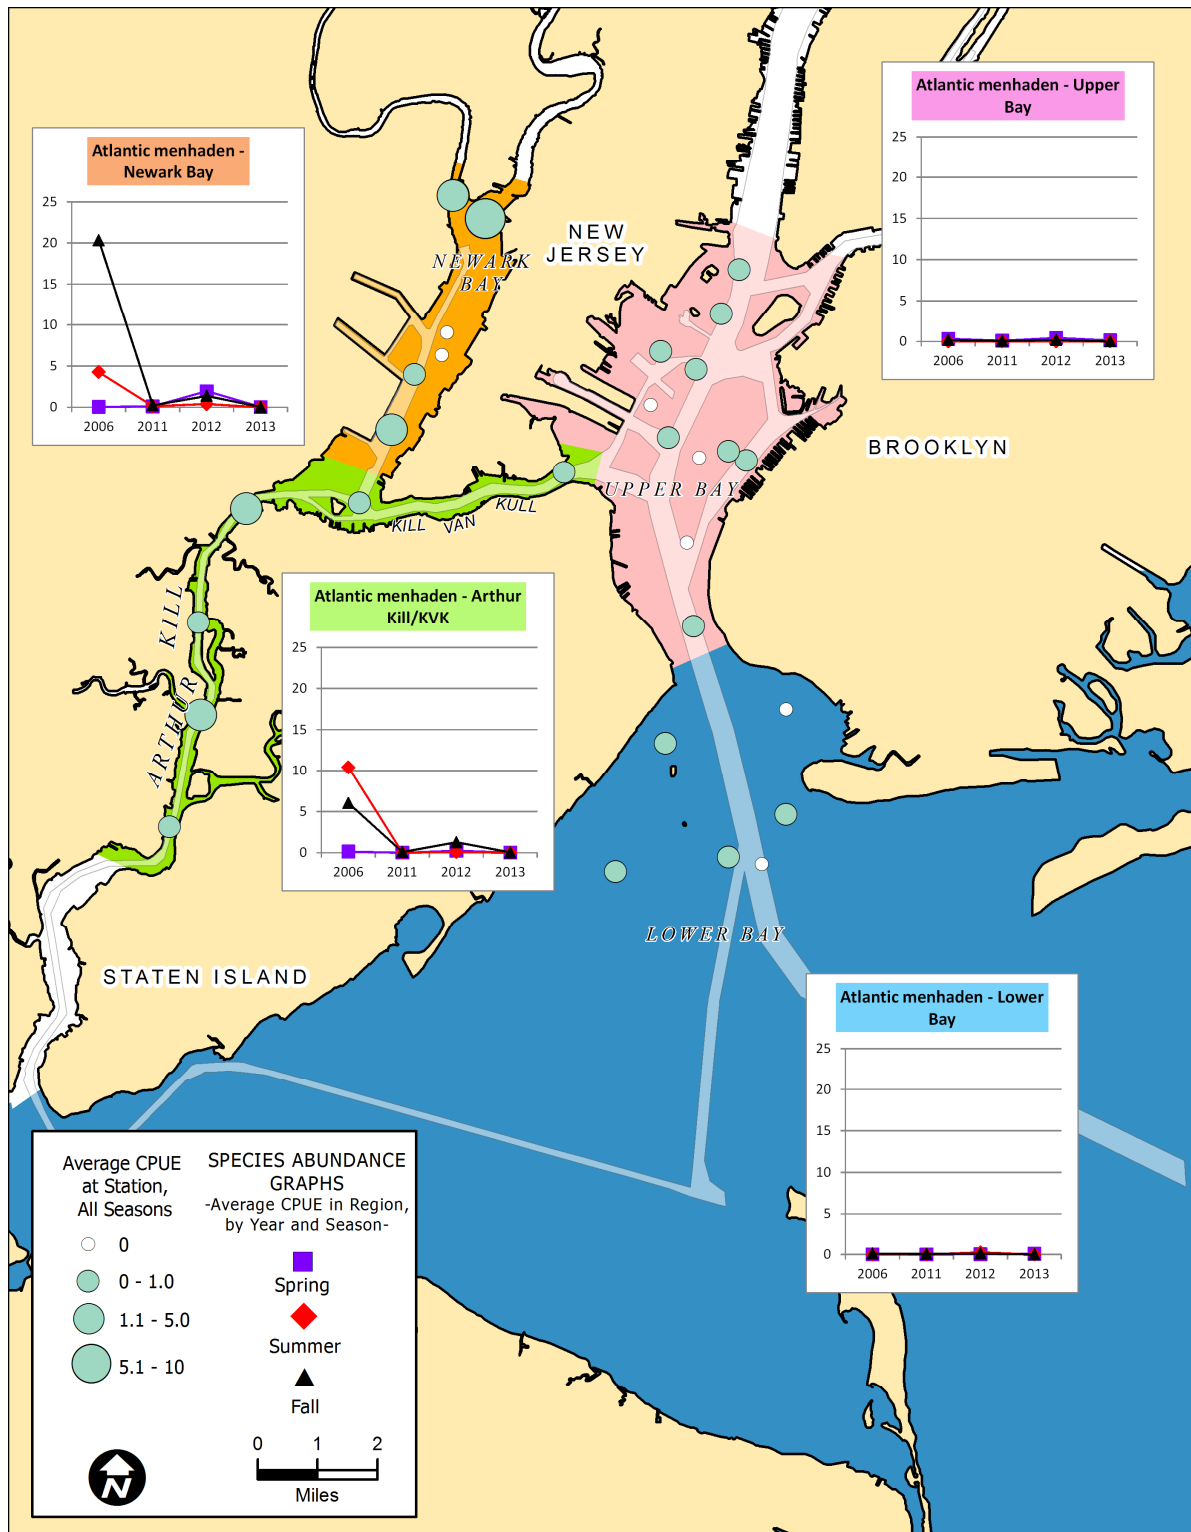 Atlantic menhaden - Upper
Bay
25
20
15
10
5
0
2006 2011 2012 2013
Atlantic menhaden -
Newark Bay
25
20
15
10
5
0
2006 2011 2012 2013
NEW
JERSEY
NEWARK
BAY
BROOKLYN
UPPER BAY
KILL VAN KULL
ARTHUR KILL
Atlantic menhaden - Arthur
Kill/KVK
25
20
15
10
5
0
2006 2011 2012 2013
LOWER BAY
STATEN ISLAND
Atlantic menhaden - Lower
Bay
25
20
15
10
5
0
2006 2011 2012 2013
Average CPUE
at Station,
All Seasons
0
0 - 1.0
1.1 - 5.0
5.1 - 10
SPECIES ABUNDANCE
GRAPHS
-Average CPUE in Region,
by Year and Season-
Spring
Summer
Fall
0 1 2
Miles
N